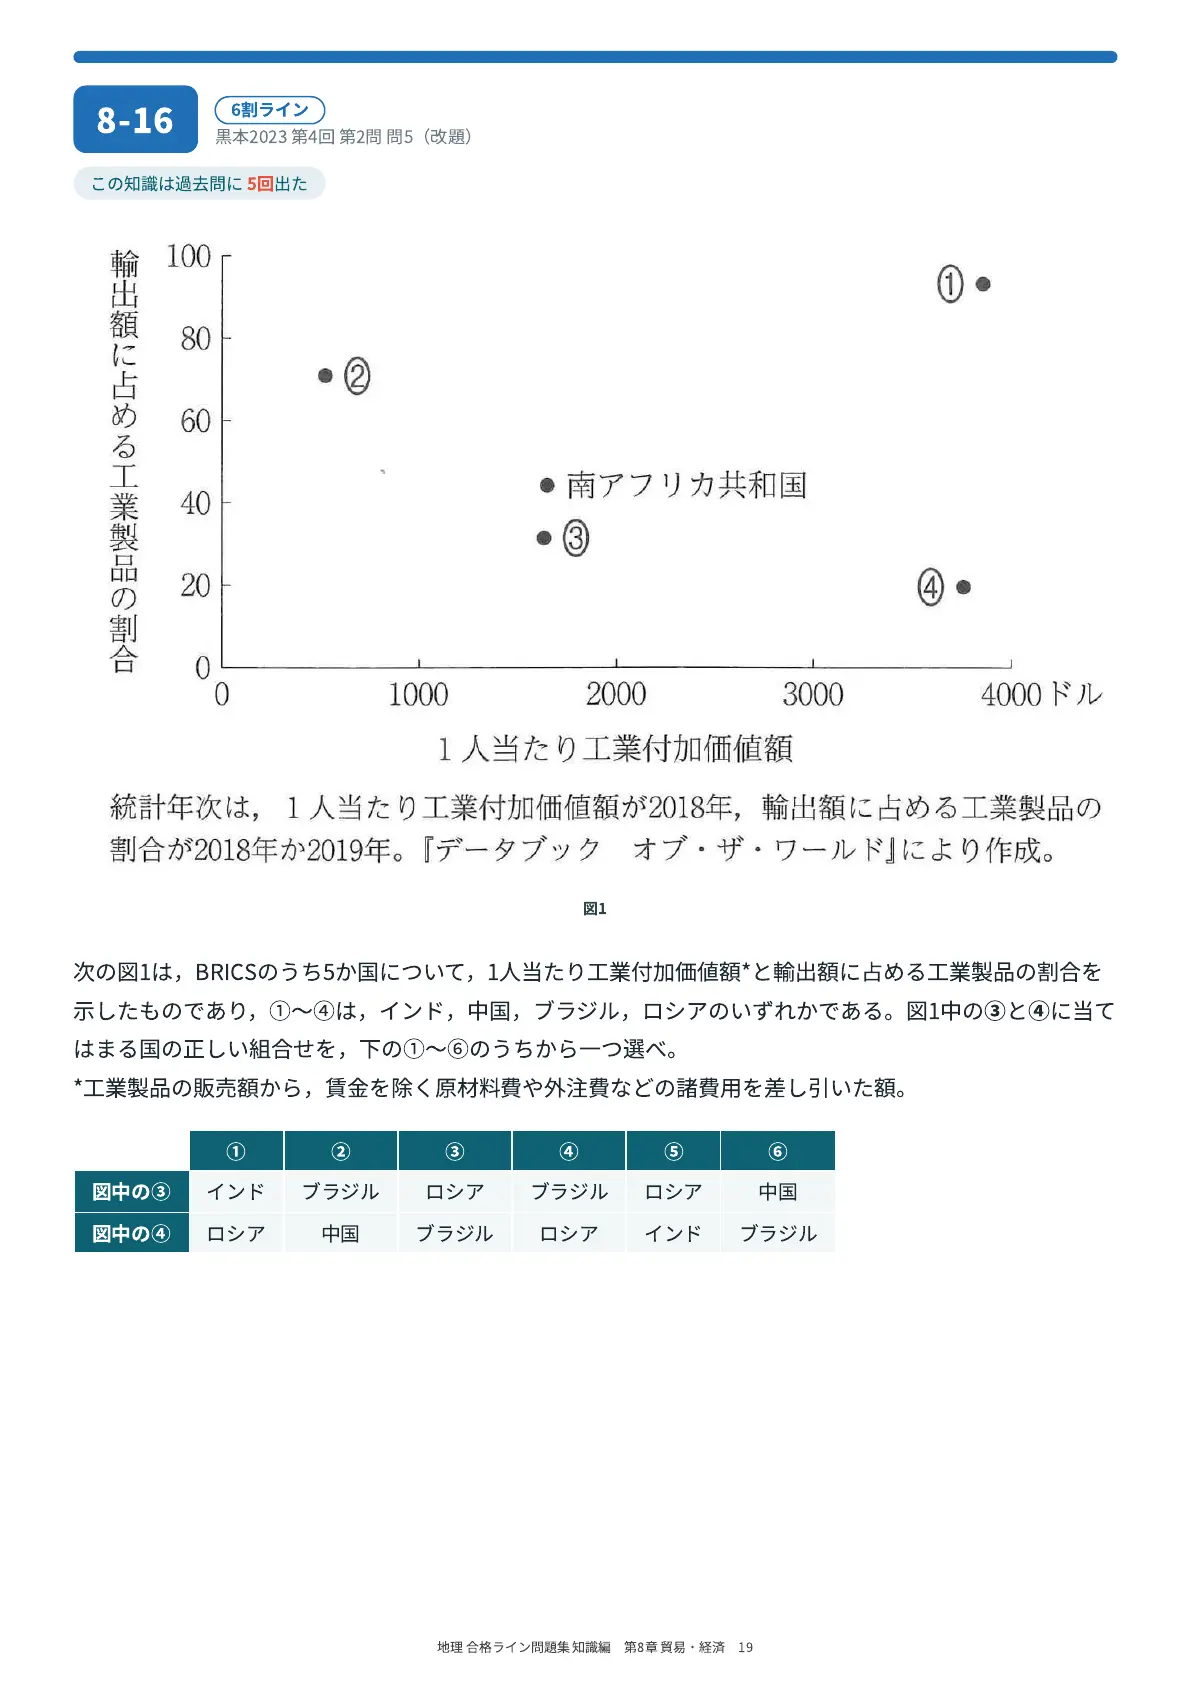 8-16
6割ライン
黒本2023 第4回 第2問 問5（改題）
この知識は過去問に 5回出た
輸出額に占める工業製品の割合
100
80
60
40
20
0
①
②
南アフリカ共和国
③
④
0 1000 2000 3000 4000ドル
1人当たり工業付加価値額
統計年次は，1人当たり工業付加価値額が2018年，輸出額に占める工業製品の
割合が2018年か2019年。『データブック　オブ・ザ・ワールド』により作成。
図1
次の図1は，BRICSのうち5か国について，1人当たり工業付加価値額*と輸出額に占める工業製品の割合を
示したものであり，①～④は，インド，中国，ブラジル，ロシアのいずれかである。図1中の③と④に当て
はまる国の正しい組合せを，下の①～⑥のうちから一つ選べ。
*工業製品の販売額から，賃金を除く原材料費や外注費などの諸費用を差し引いた額。
① ② ③ ④ ⑤ ⑥
図中の③ インド ブラジル ロシア ブラジル ロシア 中国
図中の④ ロシア 中国 ブラジル ロシア インド ブラジル
地理 合格ライン問題集 知識編　第8章 貿易・経済　19